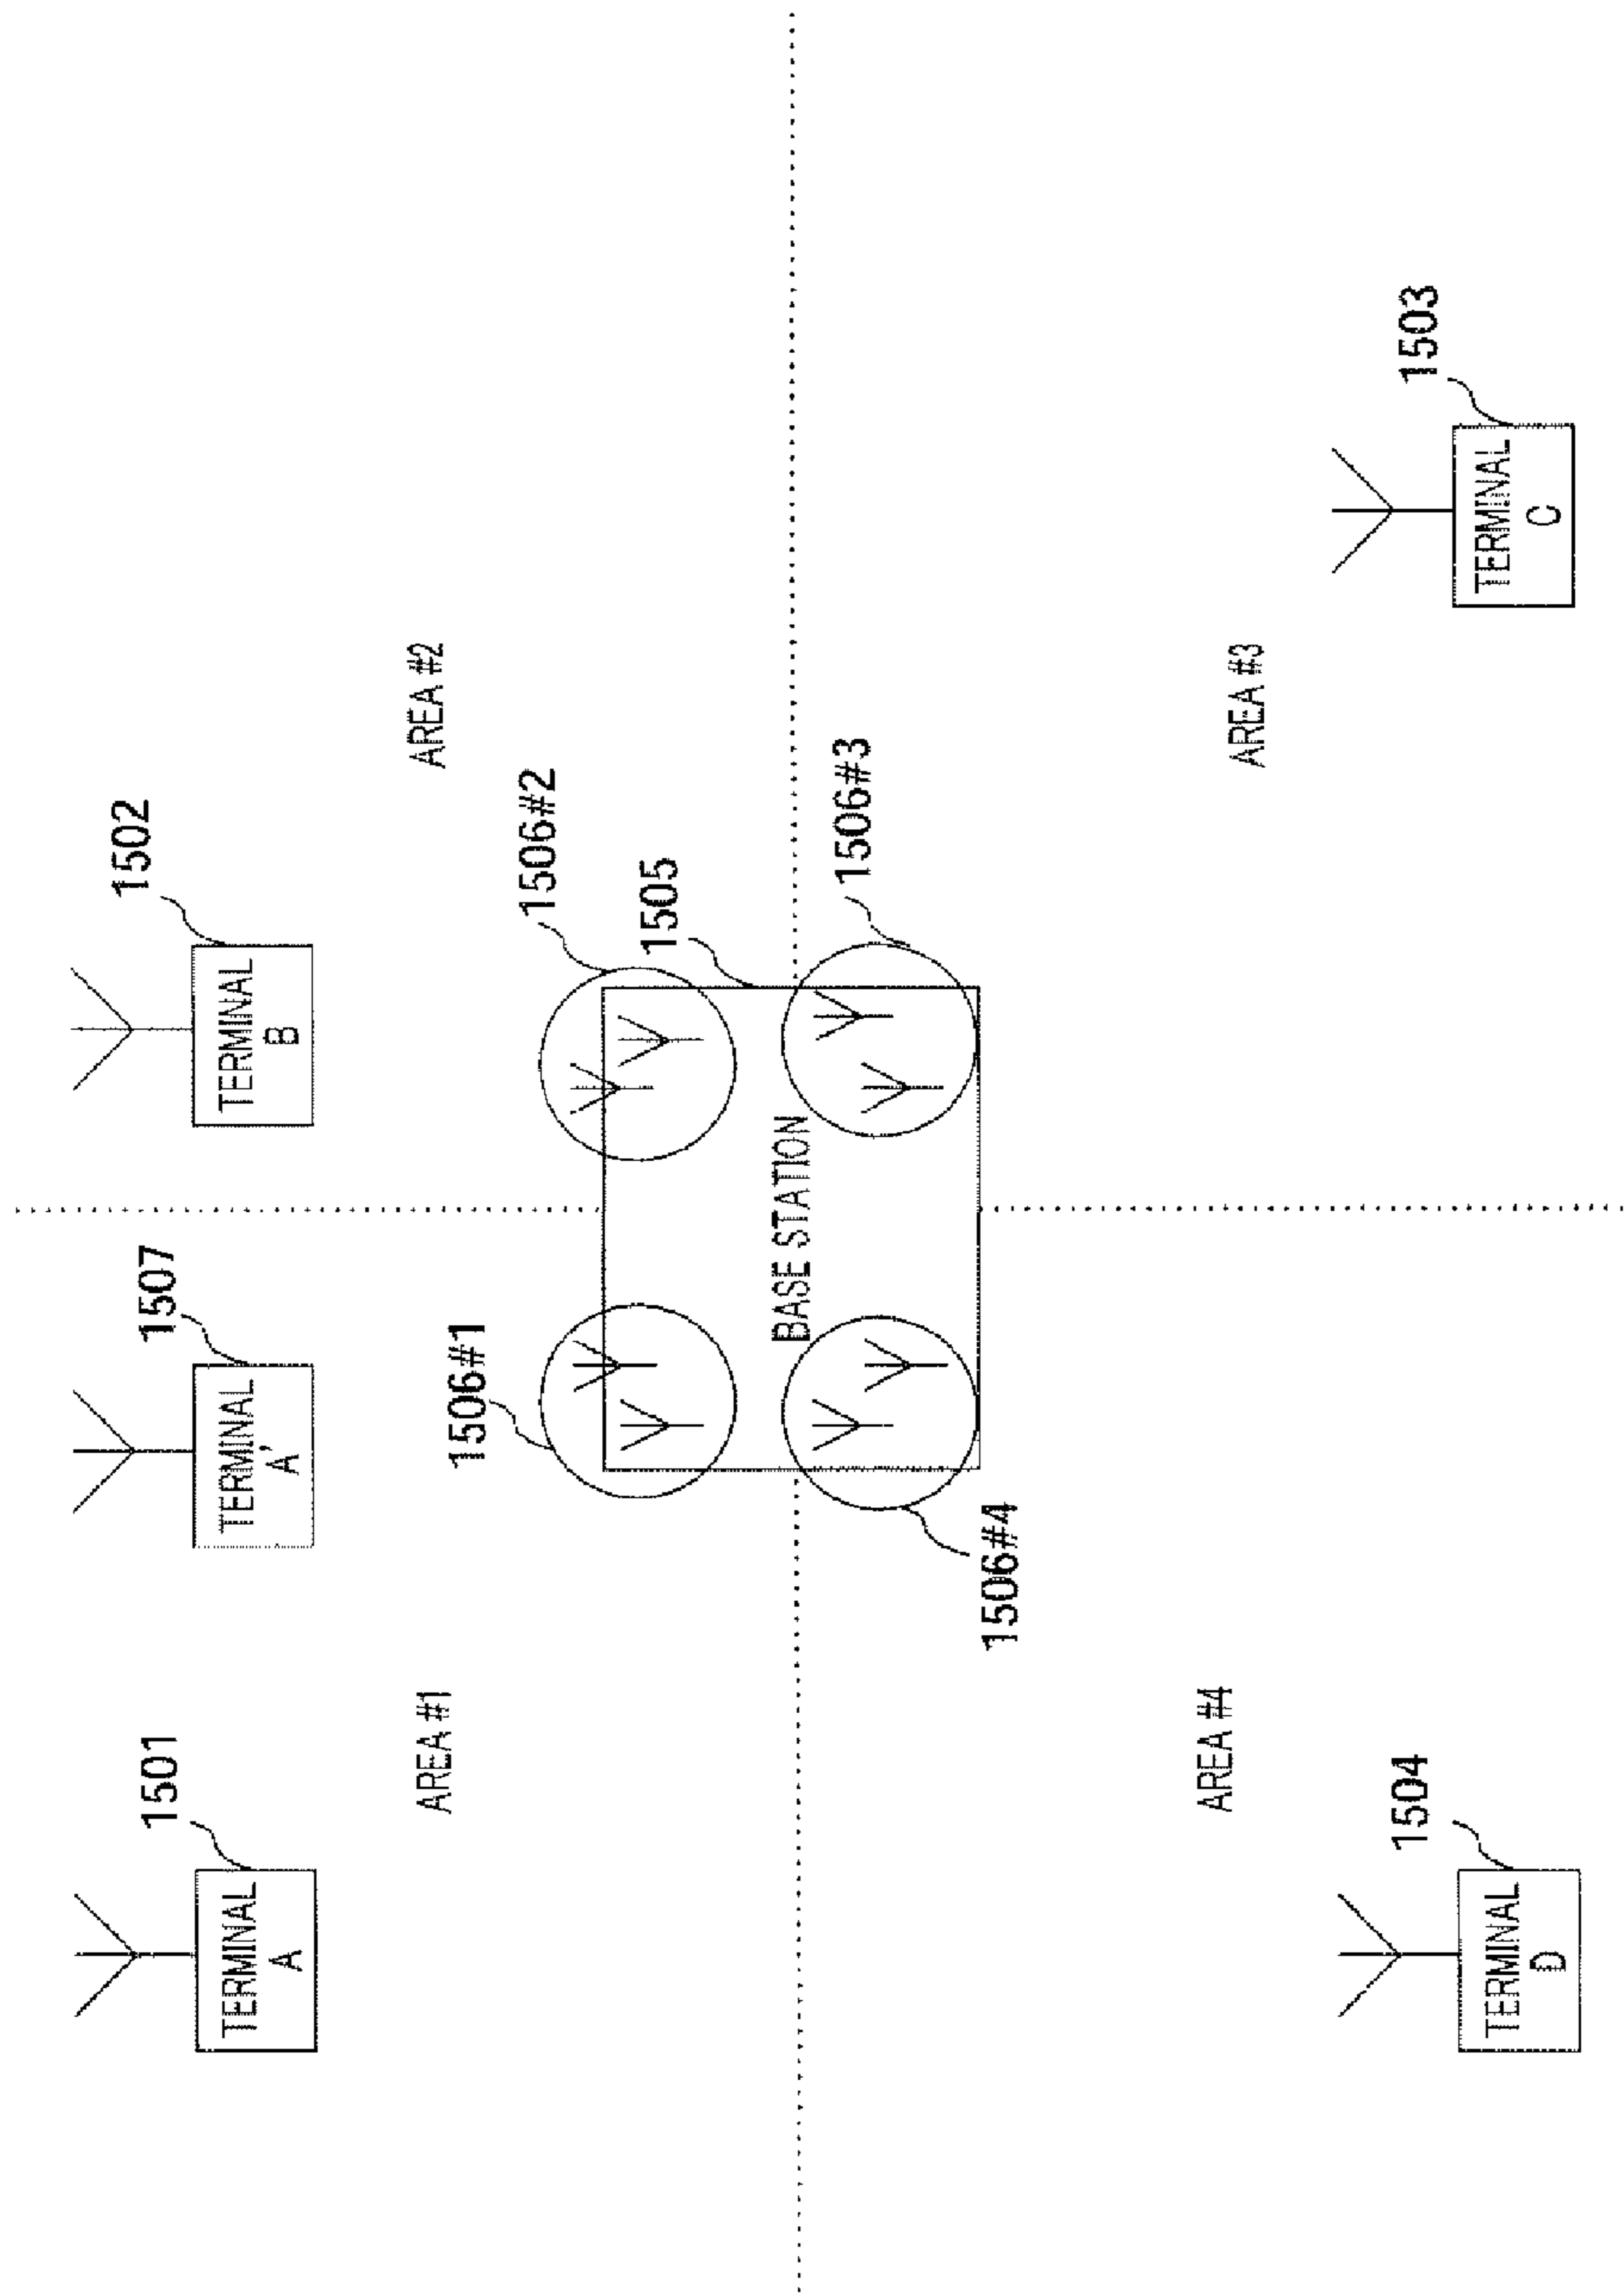 1501
TERMINAL
A
1507
TERMINAL
A'
1502
TERMINAL
B
AREA #1
AREA #2
1506#1
1506#2
1505
BASE STATION
1506#3
1506#4
AREA #4
AREA #3
1504
TERMINAL
D
1503
TERMINAL
C